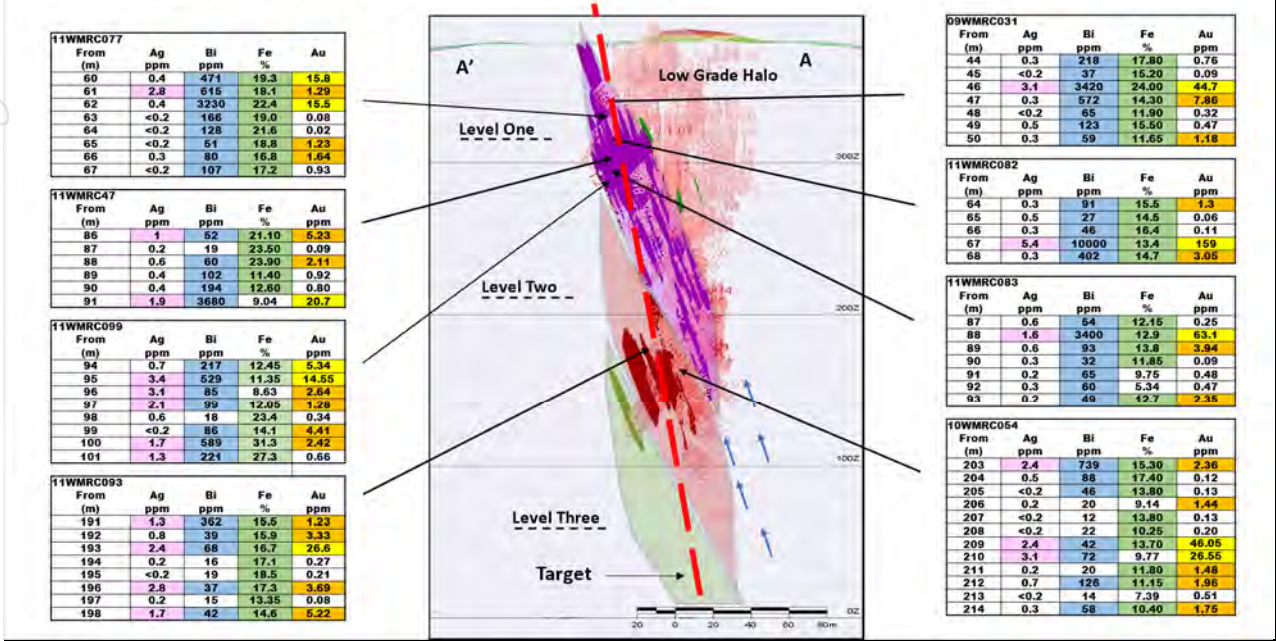 11WMRC077
From (m) Ag ppm Bi ppm Fe % Au ppm
60 0.4 471 19.3 15.8
61 2.8 615 18.1 1.29
62 0.4 3230 22.4 15.5
63 <0.2 166 19.0 0.08
64 <0.2 128 21.6 0.02
65 <0.2 51 18.8 1.23
66 0.3 80 16.8 1.64
67 <0.2 107 17.2 0.93
11WMRC47
From (m) Ag ppm Bi ppm Fe % Au ppm
86 1 52 21.10 5.23
87 0.2 19 23.50 0.09
88 0.6 60 23.90 2.11
89 0.4 102 11.40 0.92
90 0.4 194 12.60 0.80
91 1.9 3680 9.04 20.7
11WMRC099
From (m) Ag ppm Bi ppm Fe % Au ppm
94 0.7 217 12.45 5.34
95 3.4 529 11.35 14.55
96 3.1 85 8.63 2.64
97 2.1 99 12.05 1.28
98 0.6 18 23.4 0.34
99 <0.2 86 14.1 4.41
100 1.7 589 31.3 2.42
101 1.3 221 27.3 0.66
11WMRC093
From (m) Ag ppm Bi ppm Fe % Au ppm
191 1.3 362 15.5 1.23
192 0.8 39 15.9 3.33
193 2.4 68 16.7 26.6
194 0.2 16 17.1 0.27
195 <0.2 19 18.5 0.21
196 2.8 37 17.3 3.69
197 0.2 15 13.35 0.08
198 1.7 42 14.6 5.22
A' A
Low Grade Halo
Level One
300Z
Level Two
200Z
100Z
Level Three
Target
0Z
20 0 20 40 60 80m
09WMRC031
From (m) Ag ppm Bi ppm Fe % Au ppm
44 0.3 218 17.80 0.76
45 <0.2 37 15.20 0.09
46 3.1 3420 24.00 44.7
47 0.3 572 14.30 7.86
48 <0.2 65 11.90 0.32
49 0.5 123 15.50 0.47
50 0.3 59 11.65 1.18
11WMRC082
From (m) Ag ppm Bi ppm Fe % Au ppm
64 0.3 91 15.5 1.3
65 0.5 27 14.5 0.06
66 0.3 46 16.4 0.11
67 5.4 10000 13.4 159
68 0.3 402 14.7 3.05
11WMRC083
From (m) Ag ppm Bi ppm Fe % Au ppm
87 0.6 54 12.15 0.25
88 1.6 3400 12.9 63.1
89 0.6 93 13.8 3.94
90 0.3 32 11.85 0.09
91 0.2 65 9.75 0.48
92 0.3 60 5.34 0.47
93 0.2 49 12.7 2.35
10WMRC054
From (m) Ag ppm Bi ppm Fe % Au ppm
203 2.4 739 15.30 2.36
204 0.5 88 17.40 0.12
205 <0.2 46 13.80 0.13
206 0.2 20 9.14 1.44
207 <0.2 12 13.80 0.13
208 <0.2 22 10.25 0.20
209 2.4 42 13.70 46.05
210 3.1 72 9.77 26.55
211 0.2 20 11.80 1.48
212 0.7 126 11.15 1.96
213 <0.2 14 7.39 0.51
214 0.3 58 10.40 1.75